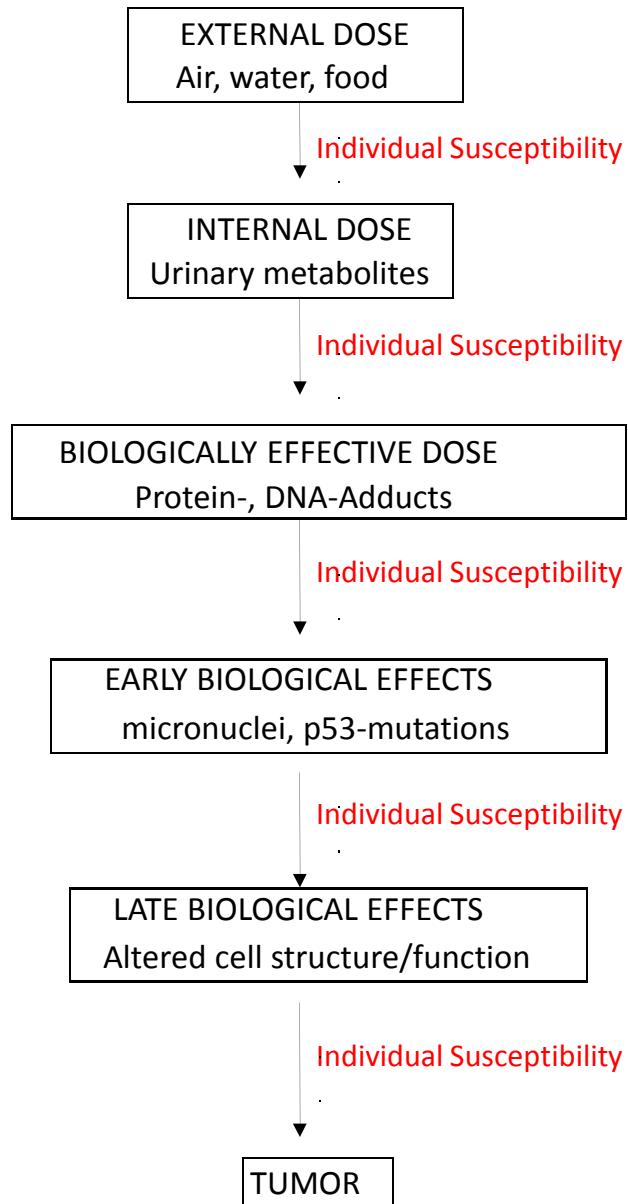 EXTERNAL DOSE
Air, water, food
Individual Susceptibility
INTERNAL DOSE
Urinary metabolites
Individual Susceptibility
BIOLOGICALLY EFFECTIVE DOSE
Protein-, DNA-Adducts
Individual Susceptibility
EARLY BIOLOGICAL EFFECTS
micronuclei, p53-mutations
Individual Susceptibility
LATE BIOLOGICAL EFFECTS
Altered cell structure/function
Individual Susceptibility
TUMOR